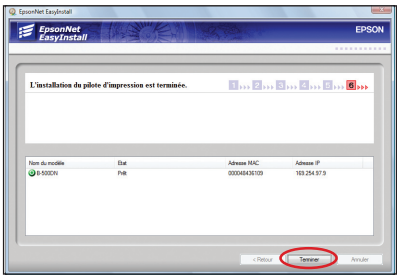 EpsonNet EasyInstall
EpsonNet
EasyInstall
EPSON
L'installation du pilote d'impression est terminée.
1 2 3 4 5 6
Nom du modèle Etat Adresse MAC Adresse IP
B-500DN Prêt 000048436109 169.254.97.9
< Retour Terminer Annuler